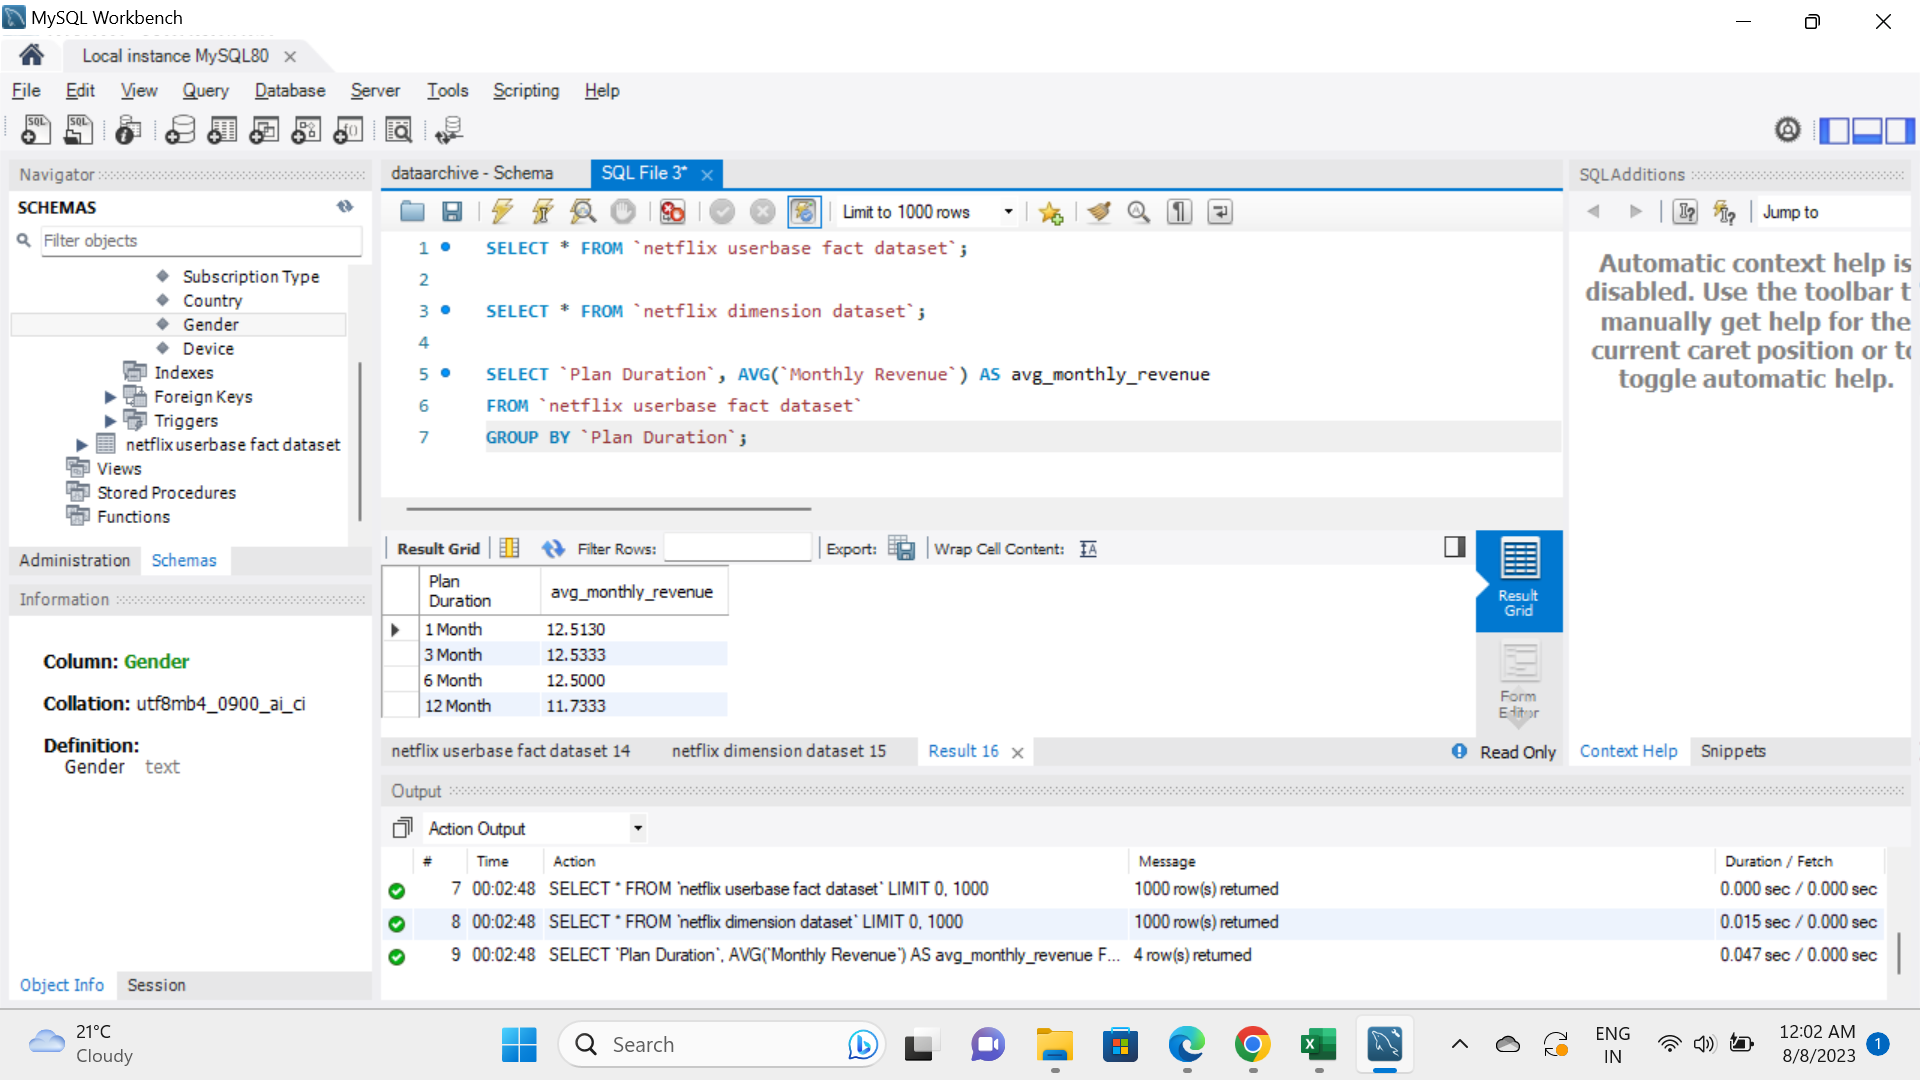 MySQL Workbench
Local instance MySQL80
File Edit View Query Database Server Tools Scripting Help
Navigator
SCHEMAS
Filter objects
Subscription Type
Country
Gender
Device
Indexes
Foreign Keys
Triggers
netflix userbase fact dataset
Views
Stored Procedures
Functions
Administration Schemas
Information
Column: Gender
Collation: utf8mb4_0900_ai_ci
Definition:
Gender text
Object Info Session
dataarchive - Schema SQL File 3*
Limit to 1000 rows
1 SELECT * FROM `netflix userbase fact dataset`;
2
3 SELECT * FROM `netflix dimension dataset`;
4
5 SELECT `Plan Duration`, AVG(`Monthly Revenue`) AS avg_monthly_revenue
6 FROM `netflix userbase fact dataset`
7 GROUP BY `Plan Duration`;
Result Grid Filter Rows: Export: Wrap Cell Content:
Plan
Duration avg_monthly_revenue
1 Month 12.5130
3 Month 12.5333
6 Month 12.5000
12 Month 11.7333
Result
Grid
Form
Editor
netflix userbase fact dataset 14 netflix dimension dataset 15 Result 16 Read Only
SQLAdditions
Jump to
Automatic context help is
disabled. Use the toolbar t
manually get help for the
current caret position or to
toggle automatic help.
Context Help Snippets
Output
Action Output
# Time Action Message Duration / Fetch
7 00:02:48 SELECT * FROM `netflix userbase fact dataset` LIMIT 0, 1000 1000 row(s) returned 0.000 sec / 0.000 sec
8 00:02:48 SELECT * FROM `netflix dimension dataset` LIMIT 0, 1000 1000 row(s) returned 0.015 sec / 0.000 sec
9 00:02:48 SELECT `Plan Duration`, AVG(`Monthly Revenue`) AS avg_monthly_revenue F... 4 row(s) returned 0.047 sec / 0.000 sec
21°C
Cloudy
Search
ENG
IN
12:02 AM
8/8/2023
1